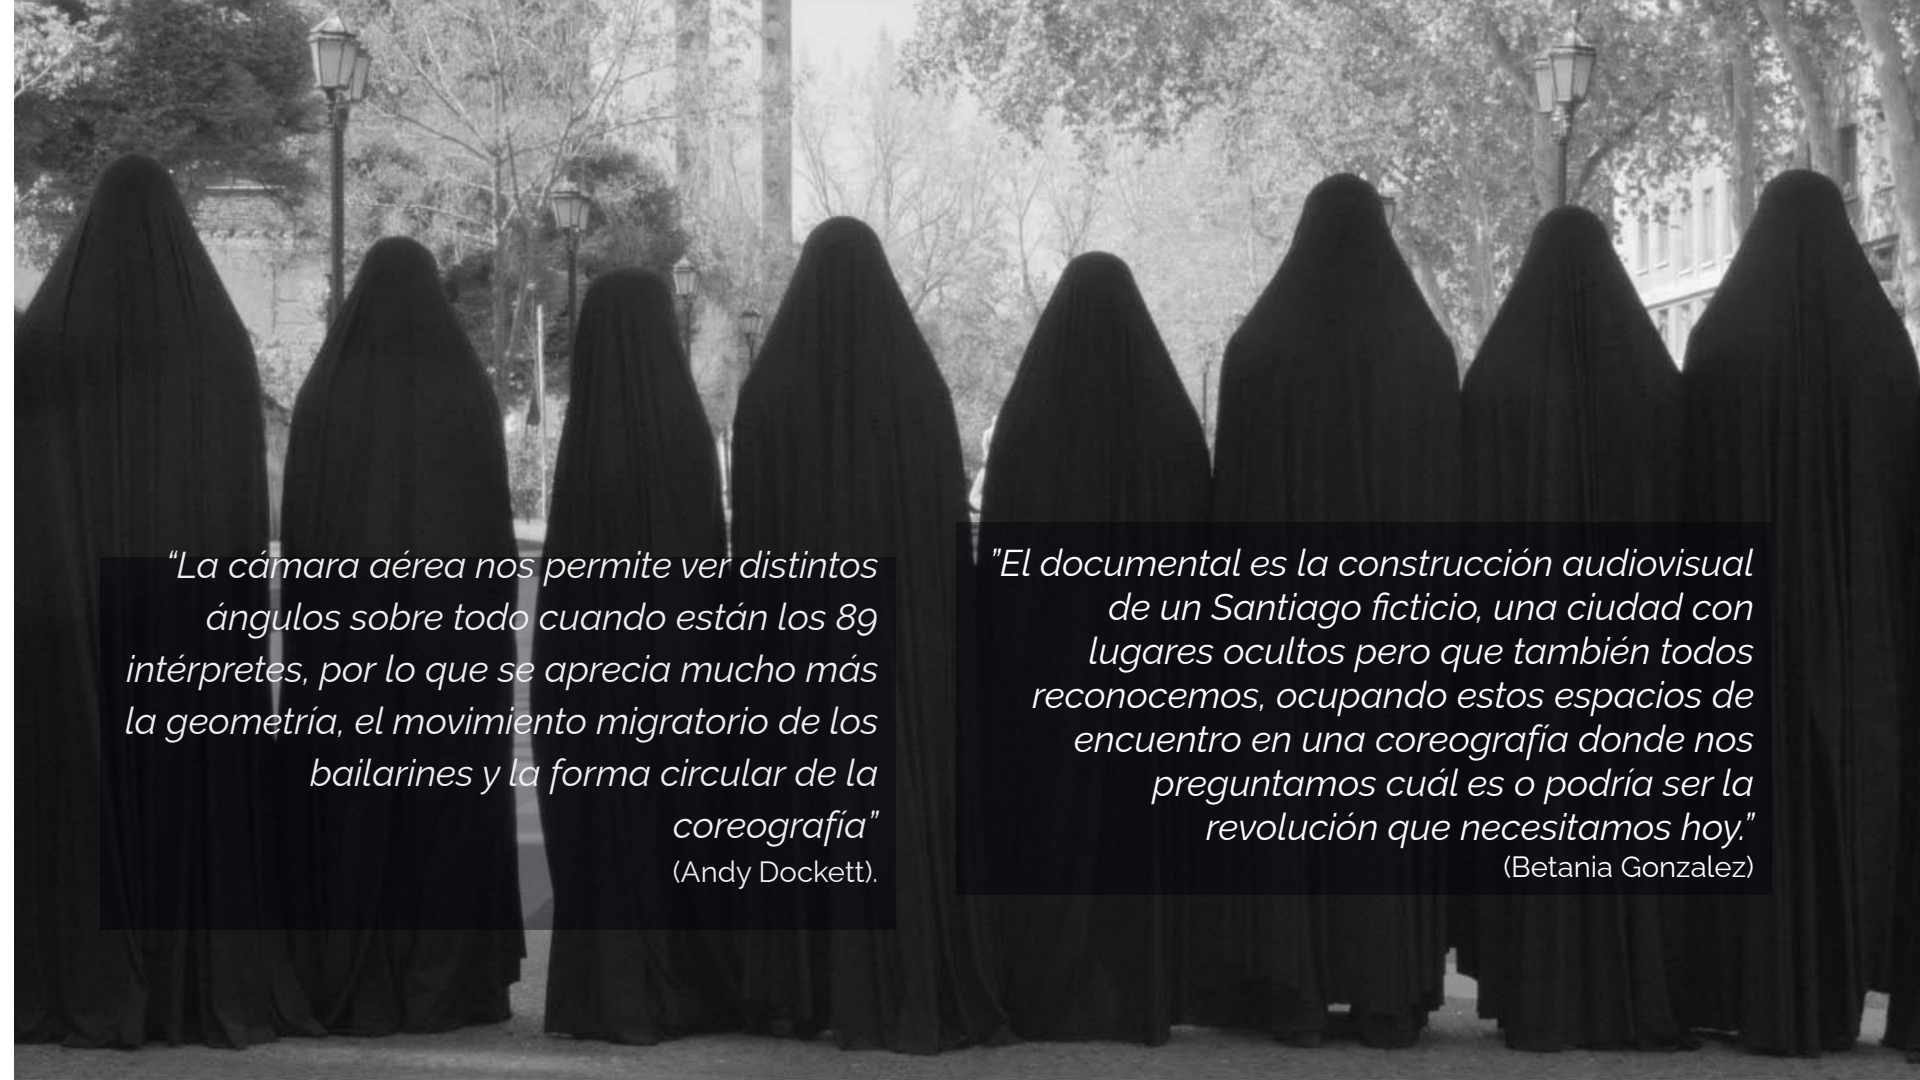 “La cámara aérea nos permite ver distintos
ángulos sobre todo cuando están los 89
intérpretes, por lo que se aprecia mucho más
la geometría, el movimiento migratorio de los
bailarines y la forma circular de la
coreografía”
(Andy Dockett).
”El documental es la construcción audiovisual
de un Santiago ficticio, una ciudad con
lugares ocultos pero que también todos
reconocemos, ocupando estos espacios de
encuentro en una coreografía donde nos
preguntamos cuál es o podría ser la
revolución que necesitamos hoy.”
(Betania Gonzalez)